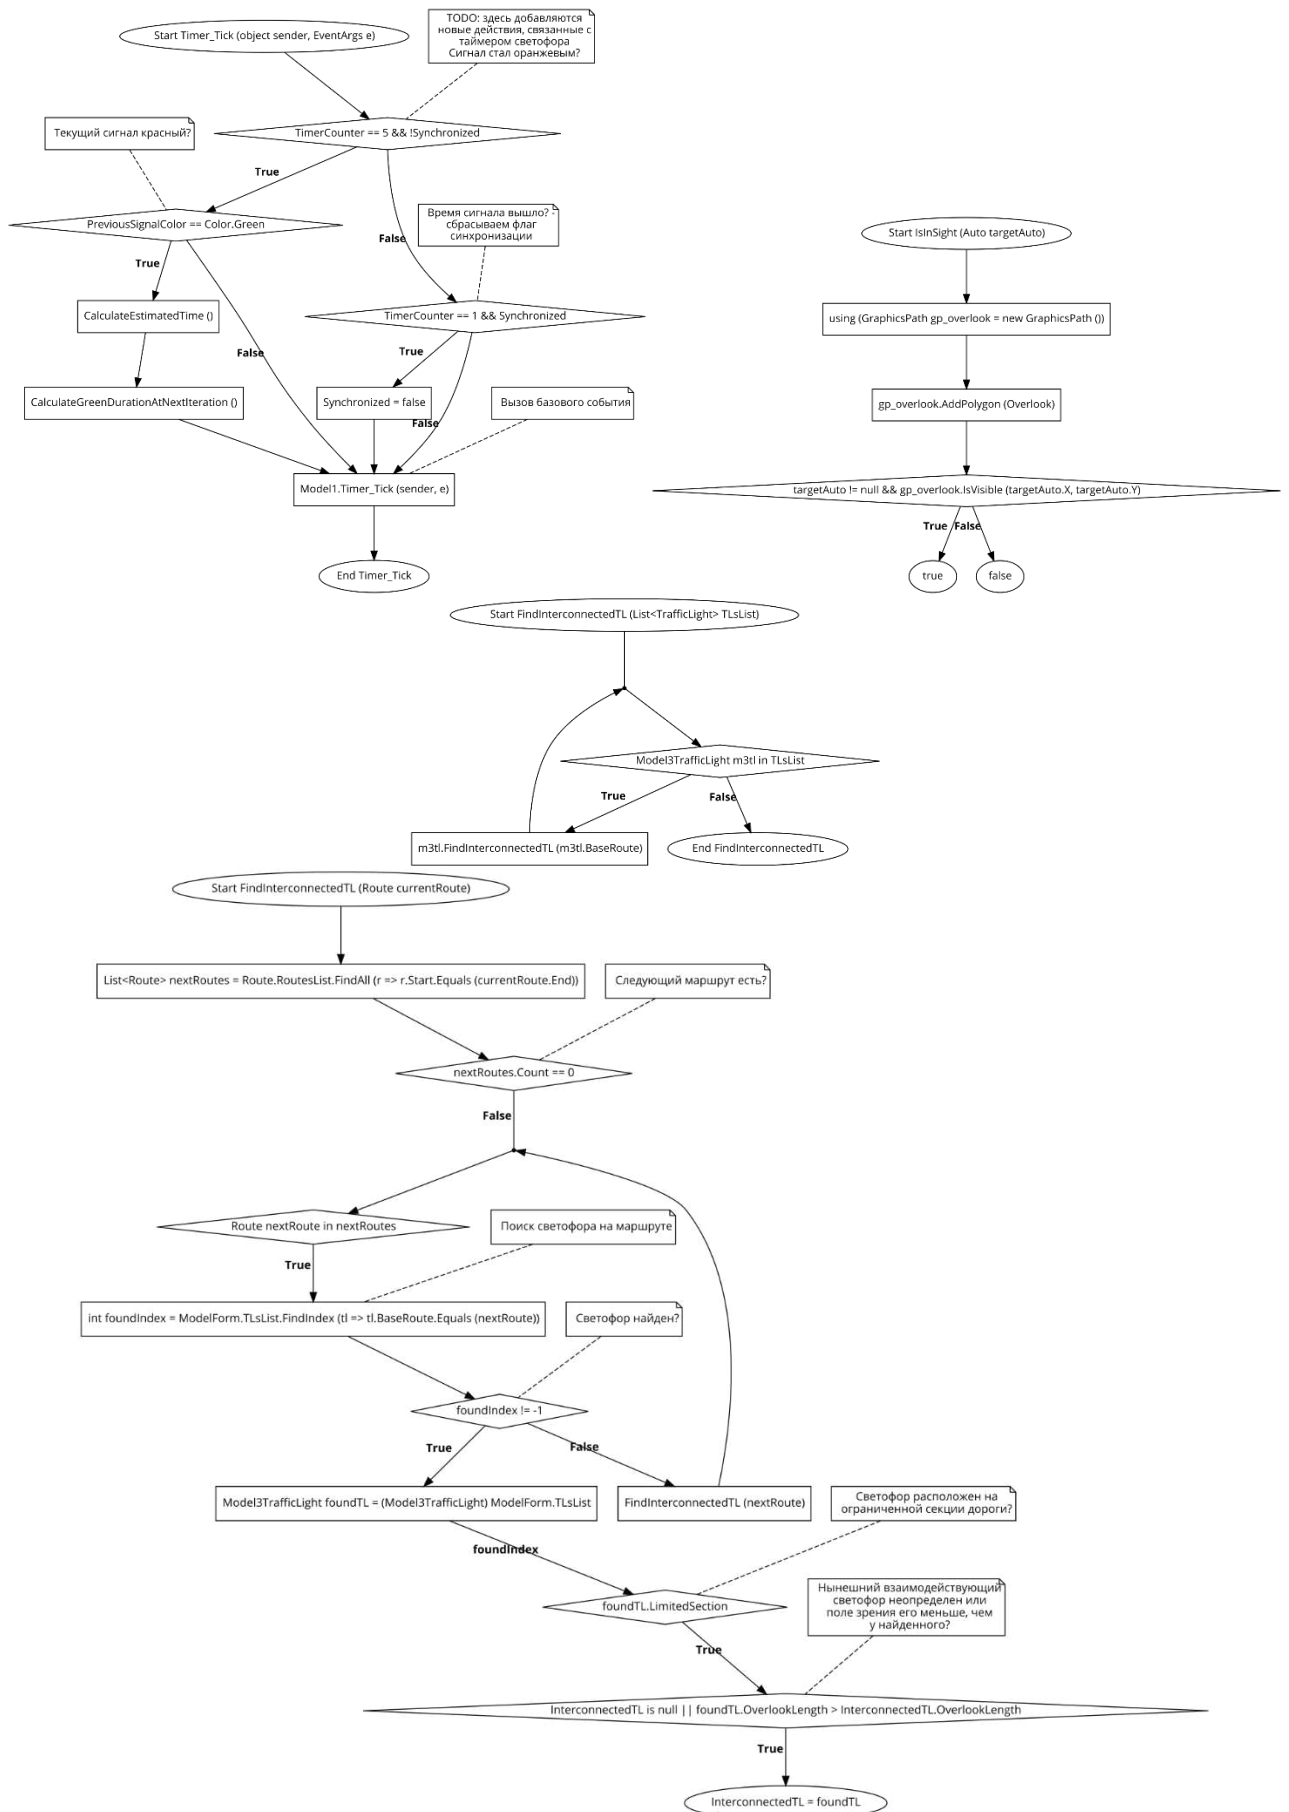 Start Timer_Tick (object sender, EventArgs e)
TODO: здесь добавляются
новые действия, связанные с
таймером светофора
Сигнал стал оранжевым?
Текущий сигнал красный?
TimerCounter == 5 && !Synchronized
True
PreviousSignalColor == Color.Green
Время сигнала вышло? -
сбрасываем флаг
синхронизации
False
True
CalculateEstimatedTime ()
TimerCounter == 1 && Synchronized
False
True
CalculateGreenDurationAtNextIteration ()
Synchronized = false
Вызов базового события
False
Model1.Timer_Tick (sender, e)
End Timer_Tick
Start IsInSight (Auto targetAuto)
using (GraphicsPath gp_overlook = new GraphicsPath ())
gp_overlook.AddPolygon (Overlook)
targetAuto != null && gp_overlook.IsVisible (targetAuto.X, targetAuto.Y)
True
False
true
false
Start FindInterconnectedTL (List<TrafficLight> TLsList)
Model3TrafficLight m3tl in TLsList
True
False
m3tl.FindInterconnectedTL (m3tl.BaseRoute)
End FindInterconnectedTL
Start FindInterconnectedTL (Route currentRoute)
List<Route> nextRoutes = Route.RoutesList.FindAll (r => r.Start.Equals (currentRoute.End))
Следующий маршрут есть?
nextRoutes.Count == 0
False
Route nextRoute in nextRoutes
Поиск светофора на маршруте
True
int foundIndex = ModelForm.TLsList.FindIndex (tl => tl.BaseRoute.Equals (nextRoute))
Светофор найден?
foundIndex != -1
True
False
Model3TrafficLight foundTL = (Model3TrafficLight) ModelForm.TLsList
FindInterconnectedTL (nextRoute)
Светофор расположен на
ограниченной секции дороги?
foundIndex
foundTL.LimitedSection
Нынешний взаимодействующий
светофор неопределен или
поле зрения его меньше, чем
у найденного?
True
InterconnectedTL is null || foundTL.OverlookLength > InterconnectedTL.OverlookLength
True
InterconnectedTL = foundTL